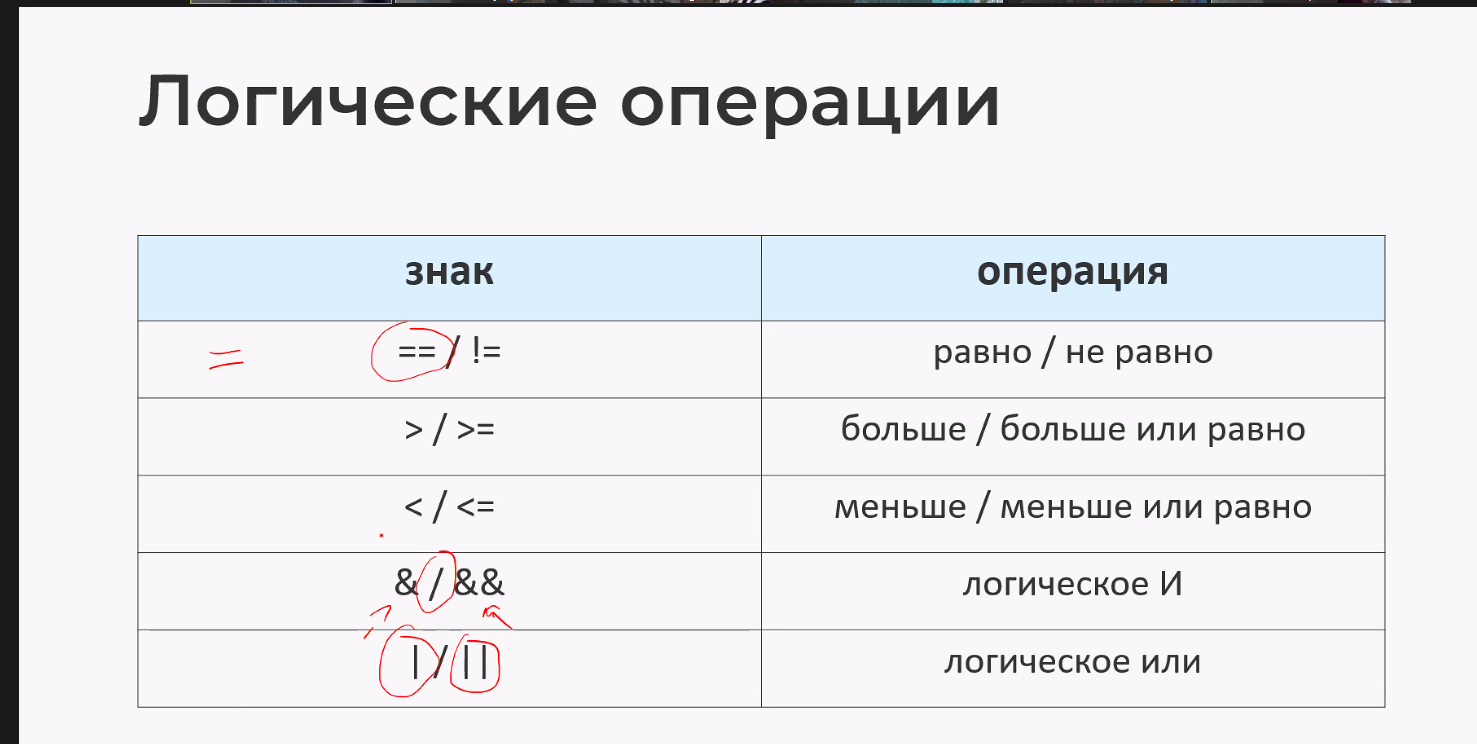 Логические операции
знак операция
= == / != равно / не равно
> / >= больше / больше или равно
< / <= меньше / меньше или равно
& / && логическое И
| / || логическое или